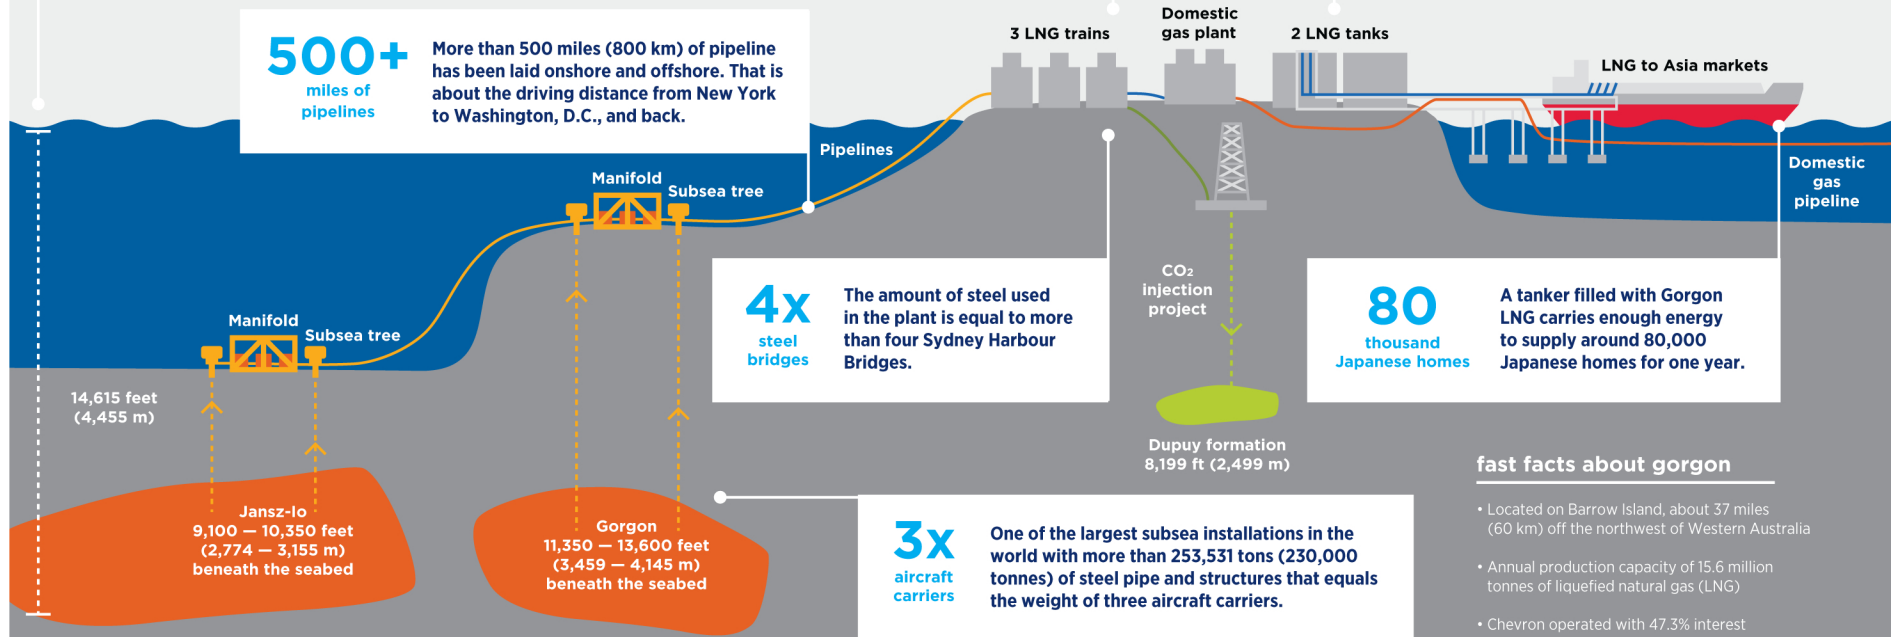 500+
miles of
pipelines
More than 500 miles (800 km) of pipeline
has been laid onshore and offshore. That is
about the driving distance from New York
to Washington, D.C., and back.
3 LNG trains
Domestic
gas plant
2 LNG tanks
LNG to Asia markets
Pipelines
Manifold
Subsea tree
Domestic
gas
pipeline
Manifold
Subsea tree
14,615 feet
(4,455 m)
4x
steel
bridges
The amount of steel used
in the plant is equal to more
than four Sydney Harbour
Bridges.
CO₂
injection
project
80
thousand
Japanese homes
A tanker filled with Gorgon
LNG carries enough energy
to supply around 80,000
Japanese homes for one year.
Dupuy formation
8,199 ft (2,499 m)
Jansz-Io
9,100 — 10,350 feet
(2,774 — 3,155 m)
beneath the seabed
Gorgon
11,350 — 13,600 feet
(3,459 — 4,145 m)
beneath the seabed
3x
aircraft
carriers
One of the largest subsea installations in the
world with more than 253,531 tons (230,000
tonnes) of steel pipe and structures that equals
the weight of three aircraft carriers.
fast facts about gorgon
• Located on Barrow Island, about 37 miles
(60 km) off the northwest of Western Australia
• Annual production capacity of 15.6 million
tonnes of liquefied natural gas (LNG)
• Chevron operated with 47.3% interest